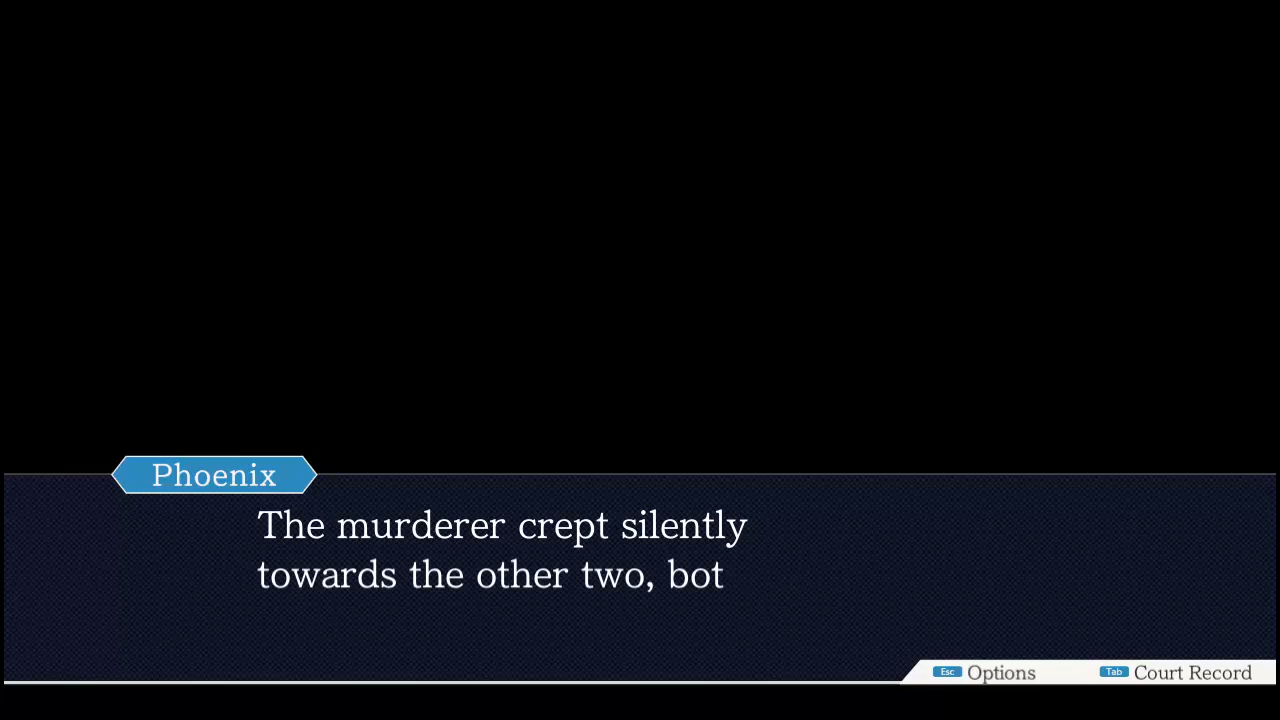 Phoenix
The murderer crept silently
towards the other two, bot
Esc Options Tab Court Record